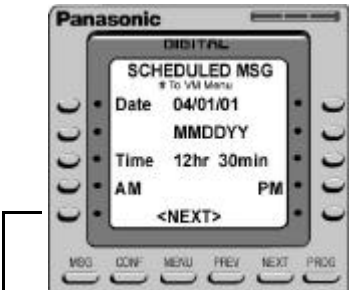 Panasonic
DIGITAL
SCHEDULED MSG
# To VM Menu
Date 04/01/01
MMDDYY
Time 12hr 30min
AM PM
<NEXT>
MSG CONF MENU PREV NEXT PROG